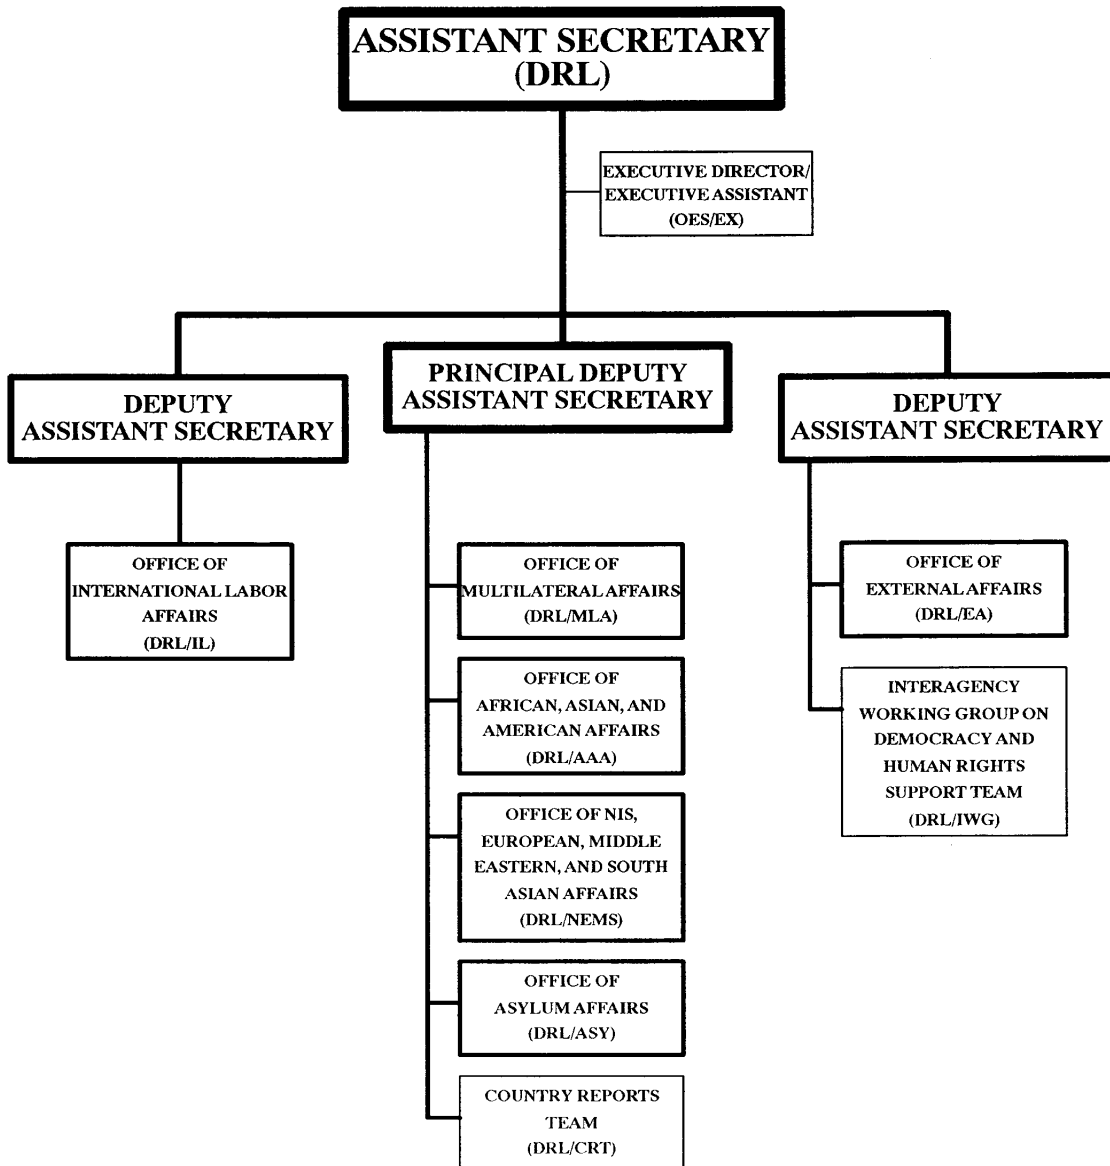 ASSISTANT SECRETARY
(DRL)
EXECUTIVE DIRECTOR/
EXECUTIVE ASSISTANT
(OES/EX)
DEPUTY
ASSISTANT SECRETARY
PRINCIPAL DEPUTY
ASSISTANT SECRETARY
DEPUTY
ASSISTANT SECRETARY
OFFICE OF
INTERNATIONAL LABOR
AFFAIRS
(DRL/IL)
OFFICE OF
MULTILATERAL AFFAIRS
(DRL/MLA)
OFFICE OF
AFRICAN, ASIAN, AND
AMERICAN AFFAIRS
(DRL/AAA)
OFFICE OF NIS,
EUROPEAN, MIDDLE
EASTERN, AND SOUTH
ASIAN AFFAIRS
(DRL/NEMS)
OFFICE OF
ASYLUM AFFAIRS
(DRL/ASY)
COUNTRY REPORTS
TEAM
(DRL/CRT)
OFFICE OF
EXTERNAL AFFAIRS
(DRL/EA)
INTERAGENCY
WORKING GROUP ON
DEMOCRACY AND
HUMAN RIGHTS
SUPPORT TEAM
(DRL/IWG)